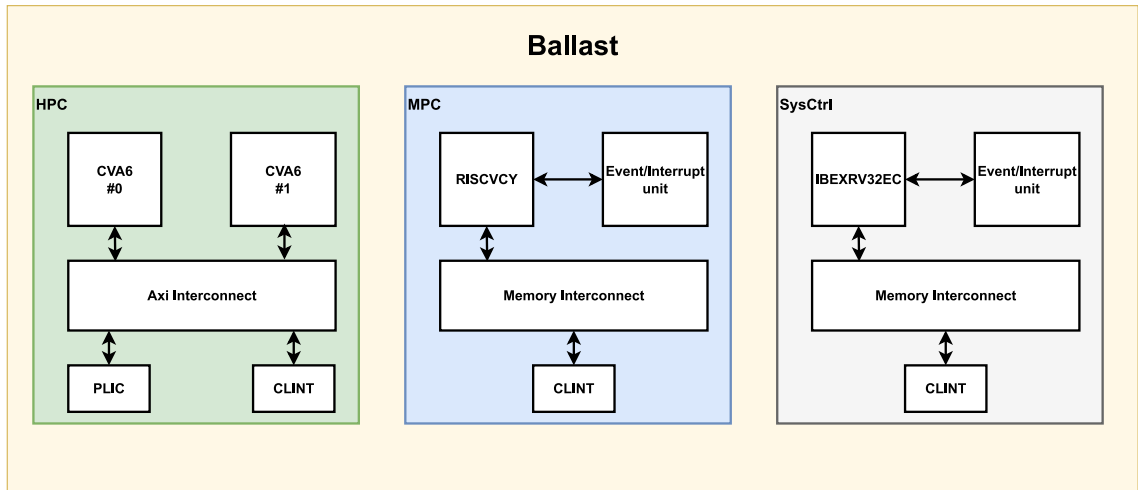 Ballast
HPC
CVA6
#0
CVA6
#1
Axi Interconnect
PLIC
CLINT
MPC
RISCVCY
Event/Interrupt
unit
Memory Interconnect
CLINT
SysCtrl
IBEXRV32EC
Event/Interrupt
unit
Memory Interconnect
CLINT